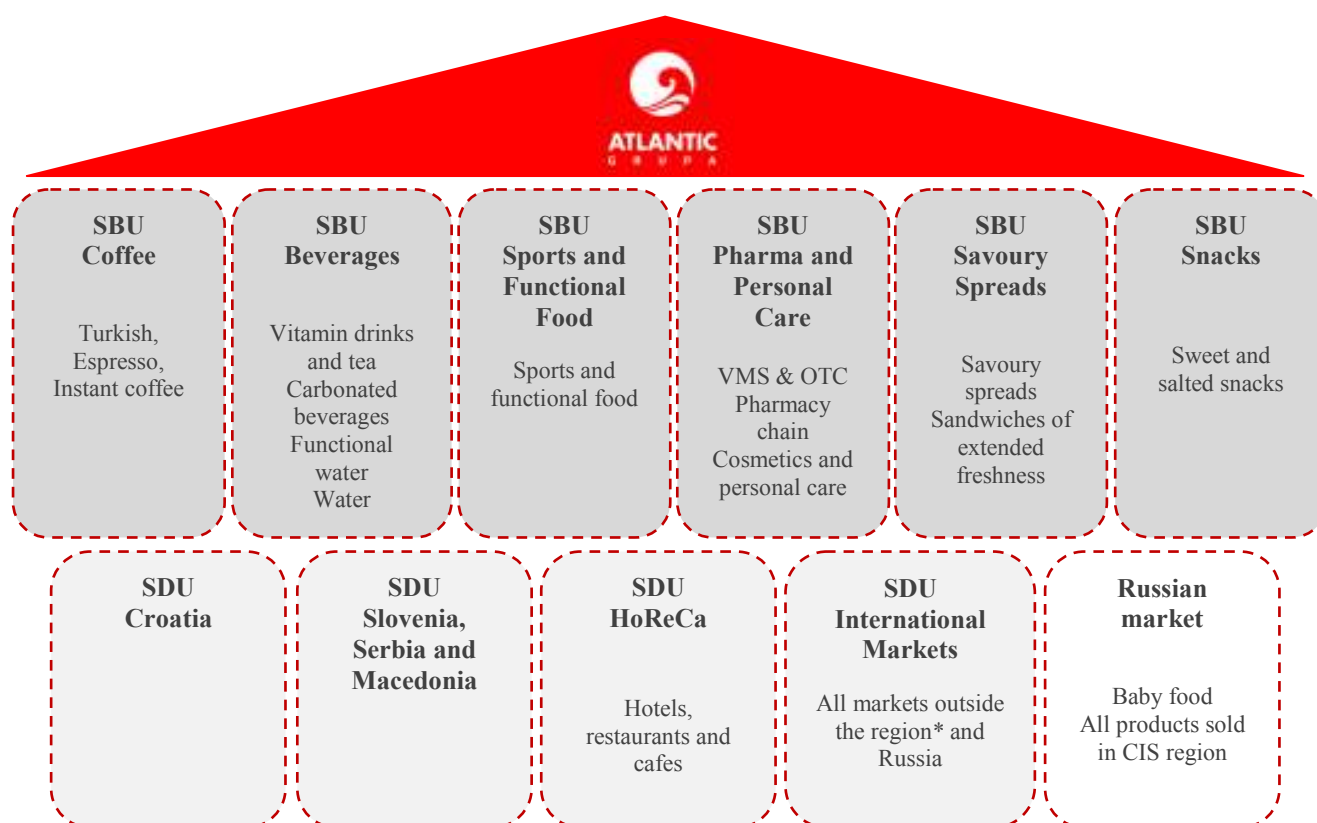 ATLANTIC
GRUPA
SBU
Coffee
Turkish,
Espresso,
Instant coffee
SBU
Beverages
Vitamin drinks
and tea
Carbonated
beverages
Functional
water
Water
SBU
Sports and
Functional
Food
Sports and
functional food
SBU
Pharma and
Personal
Care
VMS & OTC
Pharmacy
chain
Cosmetics and
personal care
SBU
Savoury
Spreads
Savoury
spreads
Sandwiches of
extended
freshness
SBU
Snacks
Sweet and
salted snacks
SDU
Croatia
SDU
Slovenia,
Serbia and
Macedonia
SDU
HoReCa
Hotels,
restaurants and
cafes
SDU
International
Markets
All markets outside
the region* and
Russia
Russian
market
Baby food
All products sold
in CIS region